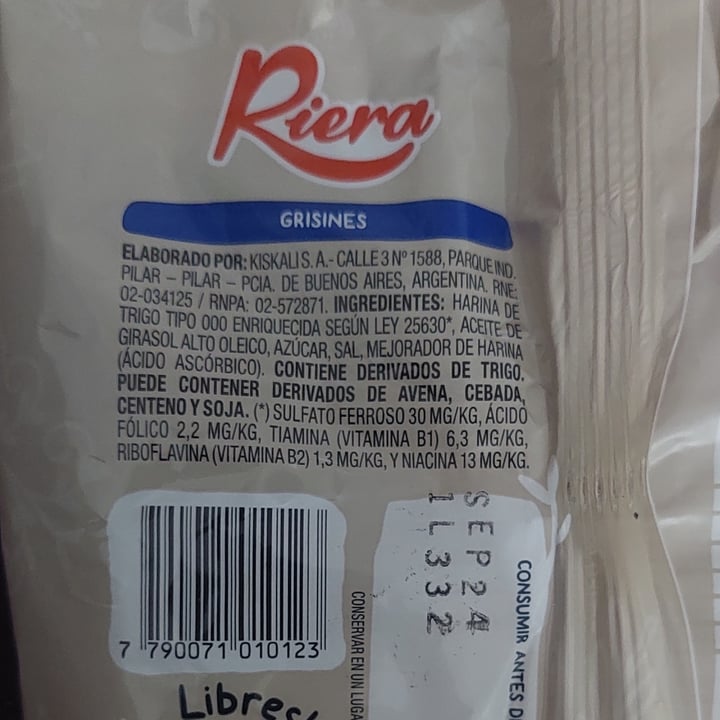 Riera
GRISINES
ELABORADO POR: KISKALI S. A.- CALLE 3 Nº 1588, PARQUE IND.
PILAR – PILAR – PCIA. DE BUENOS AIRES, ARGENTINA. RNE:
02-034125 / RNPA: 02-572871. INGREDIENTES: HARINA DE
TRIGO TIPO 000 ENRIQUECIDA SEGÚN LEY 25630*, ACEITE DE
GIRASOL ALTO OLEICO, AZÚCAR, SAL, MEJORADOR DE HARINA
(ÁCIDO ASCÓRBICO). CONTIENE DERIVADOS DE TRIGO.
PUEDE CONTENER DERIVADOS DE AVENA, CEBADA,
CENTENO Y SOJA. (*) SULFATO FERROSO 30 MG/KG, ÁCIDO
FÓLICO 2,2 MG/KG, TIAMINA (VITAMINA B1) 6,3 MG/KG,
RIBOFLAVINA (VITAMINA B2) 1,3 MG/KG, Y NIACINA 13 MG/KG.
7 790071 010123
CONSERVAR EN UN
SEP24
1L332
CONSUMIR ANTES
Libres